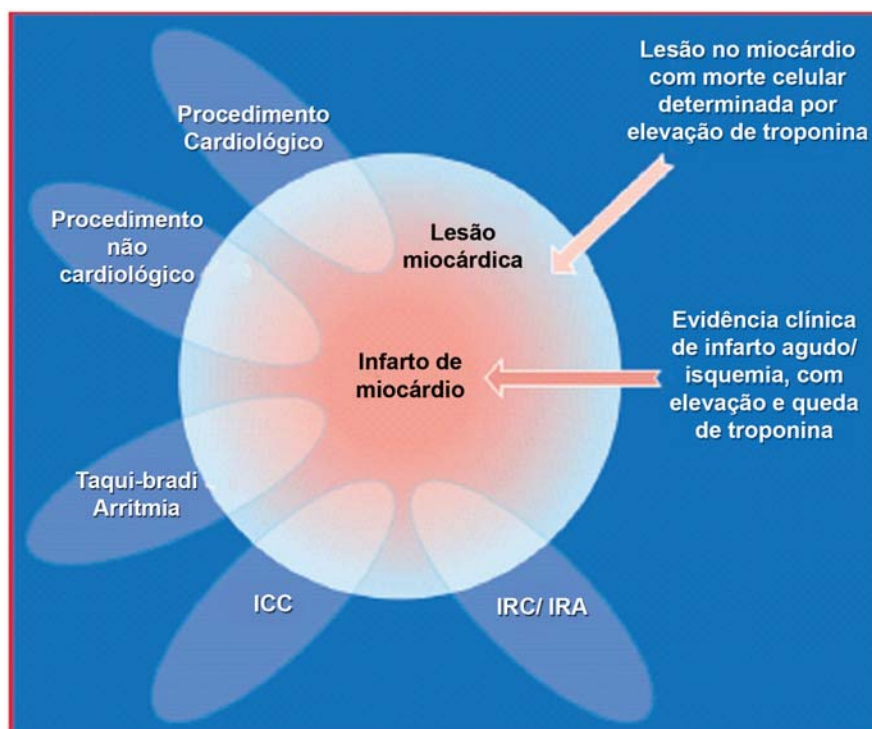 Lesão no miocárdio
com morte celular
determinada por
elevação de troponina
Procedimento
Cardiológico
Procedimento
não
cardiológico
Lesão
miocárdica
Infarto de
miocárdio
Evidência clínica
de infarto agudo/
isquemia, com
elevação e queda
de troponina
Taqui-bradi
Arritmia
ICC
IRC/ IRA